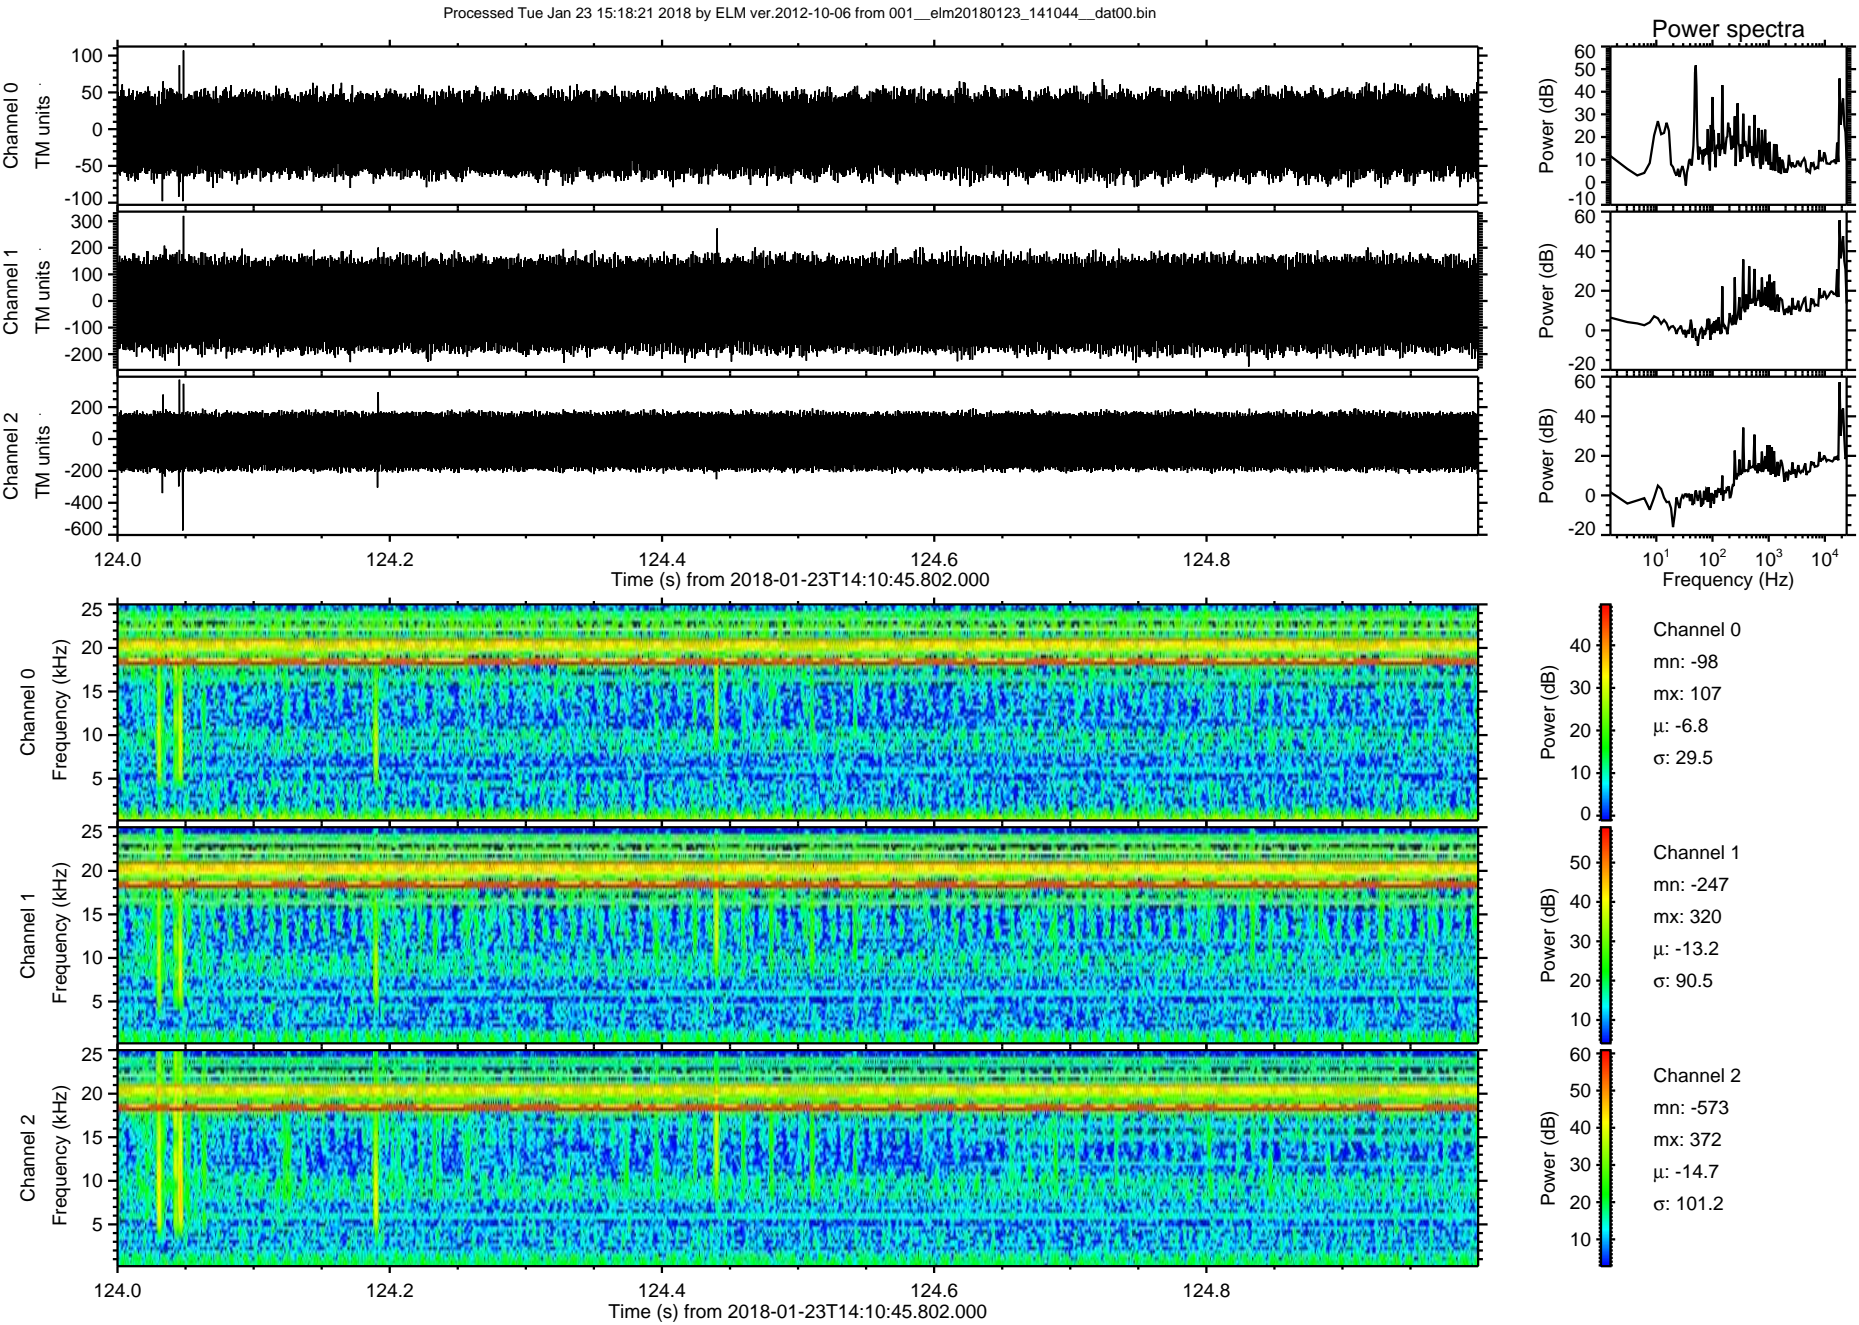 Processed Tue Jan 23 15:18:21 2018 by ELM ver.2012-10-06 from 001__elm20180123_141044__dat00.bin
Power spectra
Channel 0
TM units
100
50
0
-50
-100
Power (dB)
60
50
40
30
20
10
0
-10
Channel 1
TM units
300
200
100
0
-100
-200
Power (dB)
60
40
20
0
-20
Channel 2
TM units
200
0
-200
-400
-600
Power (dB)
60
40
20
0
-20
124.0 124.2 124.4 124.6 124.8
Time (s) from 2018-01-23T14:10:45.802.000
10¹ 10² 10³ 10⁴
Frequency (Hz)
Channel 0
Frequency (kHz)
25
20
15
10
5
Power (dB)
40
30
20
10
0
Channel 0
mn: -98
mx: 107
μ: -6.8
σ: 29.5
Channel 1
Frequency (kHz)
25
20
15
10
5
Power (dB)
50
40
30
20
10
Channel 1
mn: -247
mx: 320
μ: -13.2
σ: 90.5
Channel 2
Frequency (kHz)
25
20
15
10
5
Power (dB)
60
50
40
30
20
10
Channel 2
mn: -573
mx: 372
μ: -14.7
σ: 101.2
124.0 124.2 124.4 124.6 124.8
Time (s) from 2018-01-23T14:10:45.802.000